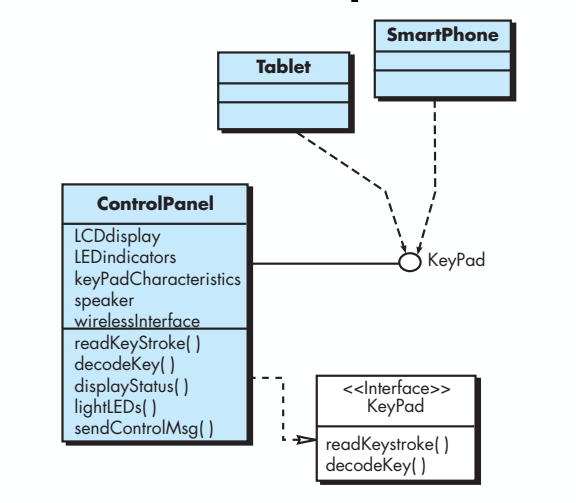 SmartPhone
Tablet
ControlPanel
LCDdisplay
LEDindicators
keyPadCharacteristics
speaker
wirelessInterface
readKeyStroke( )
decodeKey( )
displayStatus( )
lightLEDs( )
sendControlMsg( )
KeyPad
<<Interface>>
KeyPad
readKeystroke( )
decodeKey( )